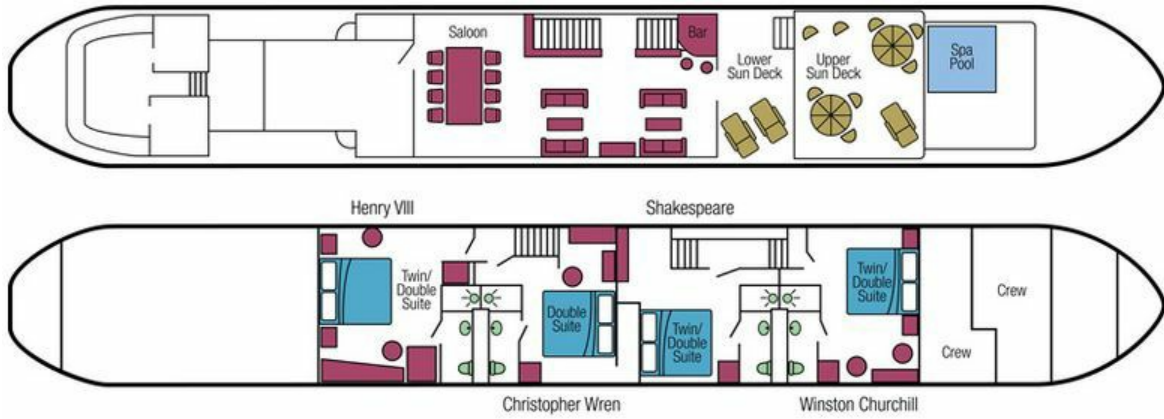 Saloon
Bar
Lower
Sun Deck
Upper
Sun Deck
Spa
Pool
Henry VIII
Shakespeare
Twin/
Double
Suite
Double
Suite
Twin/
Double
Suite
Twin/
Double
Suite
Crew
Crew
Christopher Wren
Winston Churchill